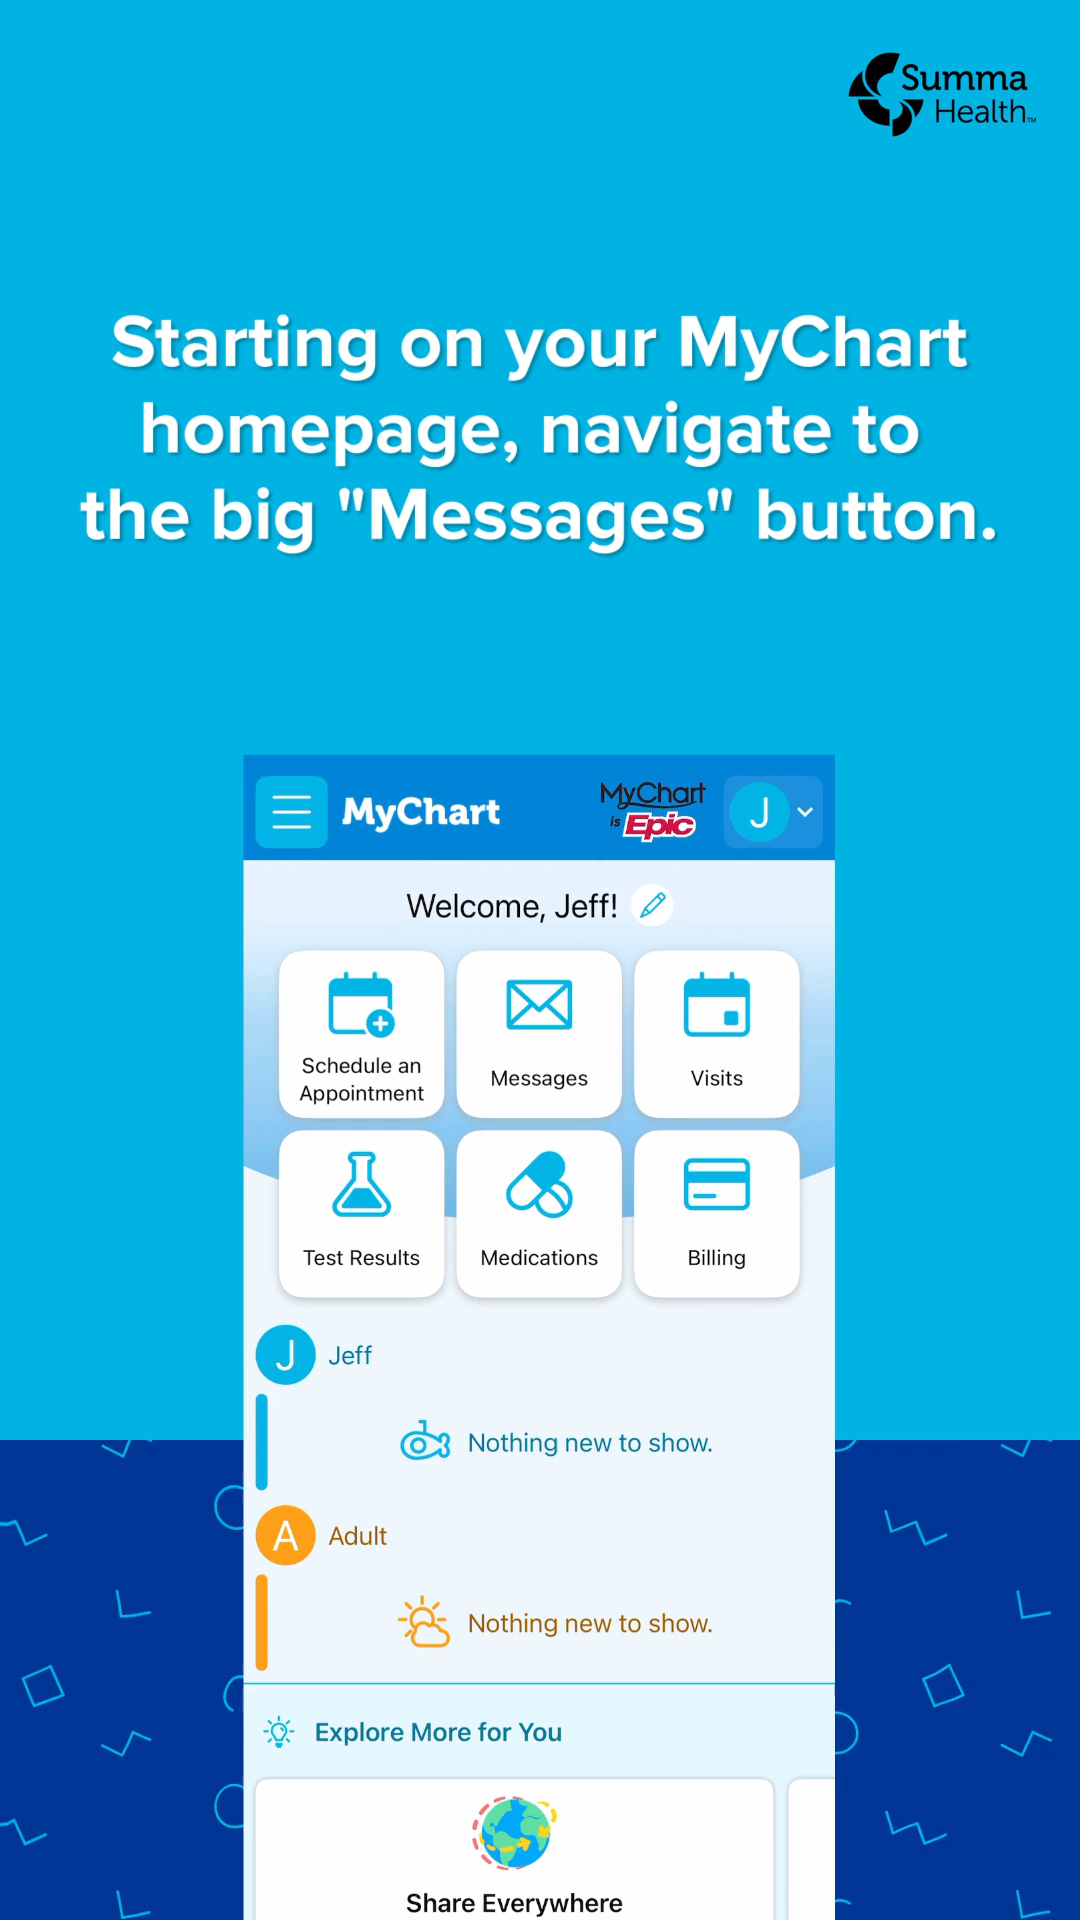 Summa
Health™
Starting on your MyChart
homepage, navigate to
the big "Messages" button.
MyChart
MyChart
is Epic
J
Welcome, Jeff!
Schedule an
Appointment
Messages
Visits
Test Results
Medications
Billing
J
Jeff
Nothing new to show.
A
Adult
Nothing new to show.
Explore More for You
Share Everywhere